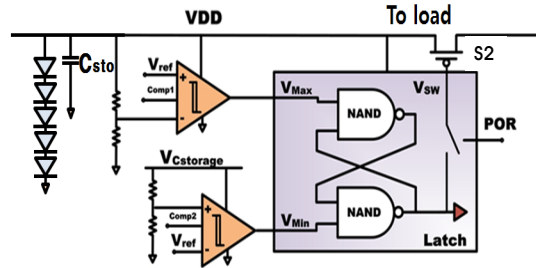 VDD
To load
Csto
S2
Vref
Comp1
+
-
VMax
VSW
NAND
POR
VCstorage
+
Comp2
-
Vref
VMin
NAND
Latch